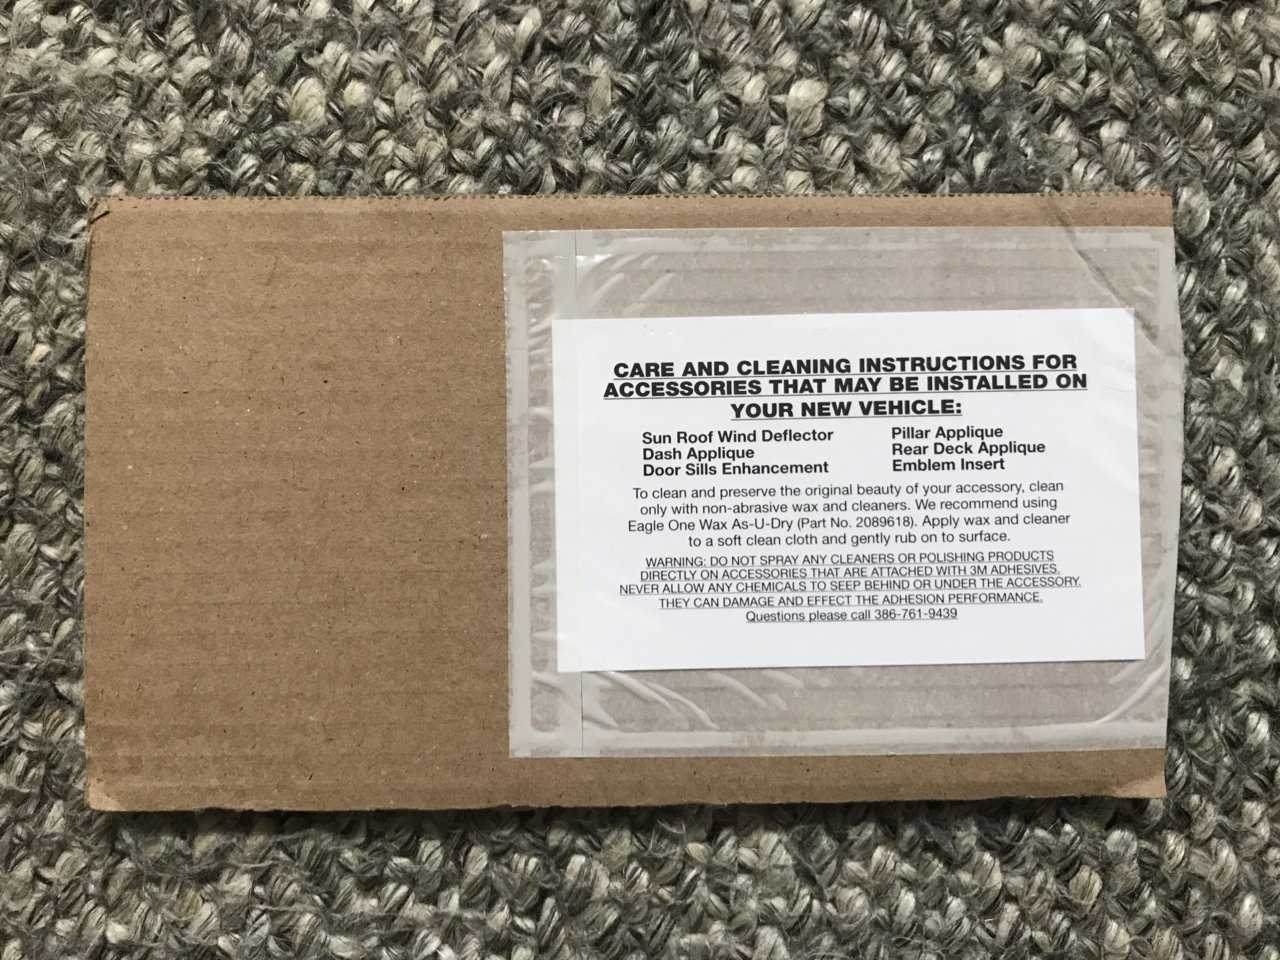 CARE AND CLEANING INSTRUCTIONS FOR
ACCESSORIES THAT MAY BE INSTALLED ON
YOUR NEW VEHICLE:
Sun Roof Wind Deflector
Dash Applique
Door Sills Enhancement
Pillar Applique
Rear Deck Applique
Emblem Insert
To clean and preserve the original beauty of your accessory, clean
only with non-abrasive wax and cleaners. We recommend using
Eagle One Wax As-U-Dry (Part No. 2089618). Apply wax and cleaner
to a soft clean cloth and gently rub on to surface.
WARNING: DO NOT SPRAY ANY CLEANERS OR POLISHING PRODUCTS
DIRECTLY ON ACCESSORIES THAT ARE ATTACHED WITH 3M ADHESIVES.
NEVER ALLOW ANY CHEMICALS TO SEEP BEHIND OR UNDER THE ACCESSORY.
THEY CAN DAMAGE AND EFFECT THE ADHESION PERFORMANCE.
Questions please call 386-761-9439